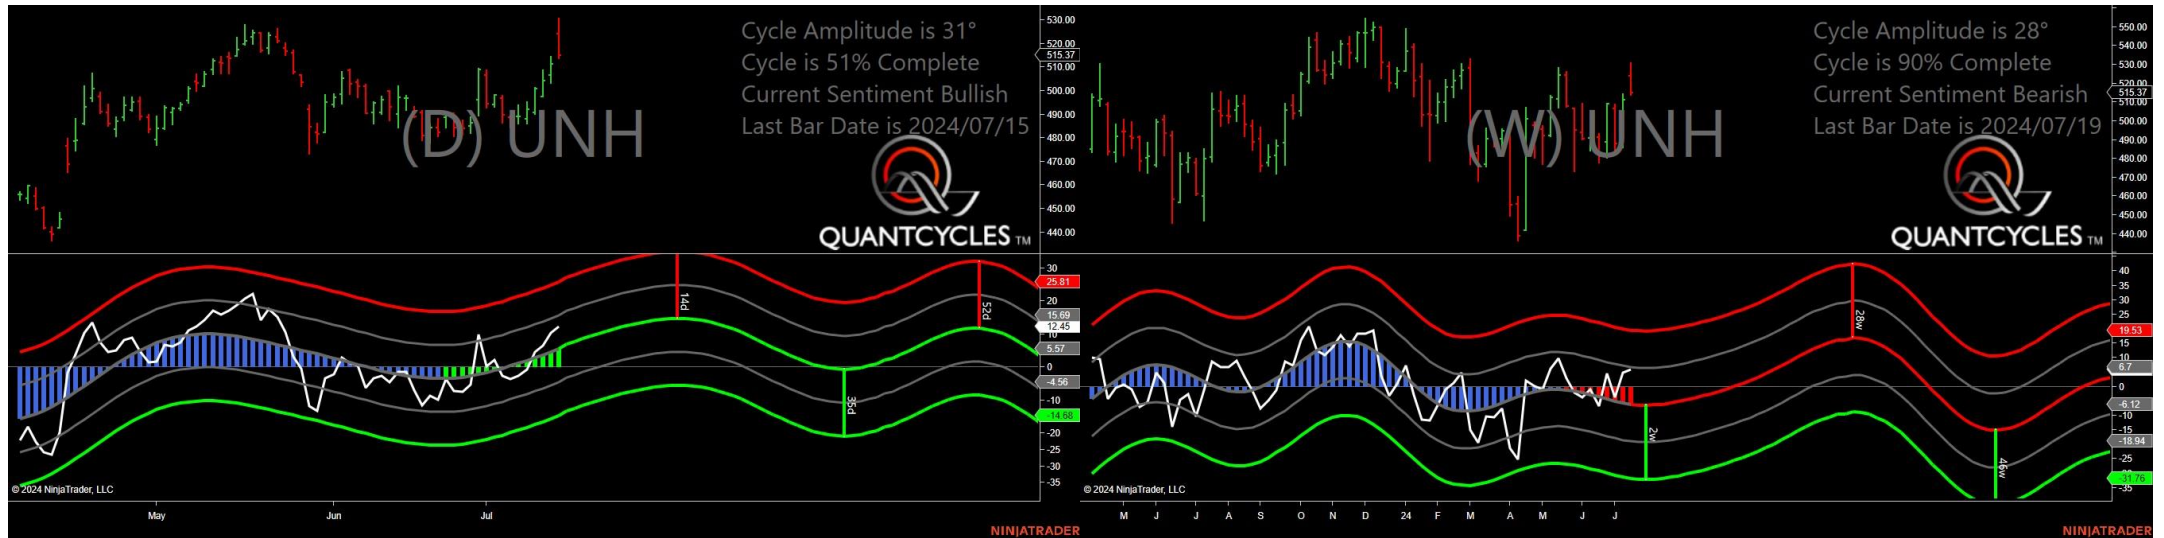 Cycle Amplitude is 31°
Cycle is 51% Complete
Current Sentiment Bullish
Last Bar Date is 2024/07/15
(D) UNH
QUANTCYCLES TM
530.00
520.00
515.37
510.00
500.00
490.00
480.00
470.00
460.00
450.00
440.00
30
25.81
20
15.69
12.45
10
5.57
0
-4.56
-10
-14.68
-20
-25
-30
-35
14d
35d
52d
© 2024 NinjaTrader, LLC
May
Jun
Jul
NINJATRADER
Cycle Amplitude is 28°
Cycle is 90% Complete
Current Sentiment Bearish
Last Bar Date is 2024/07/19
(W) UNH
QUANTCYCLES TM
550.00
540.00
530.00
520.00
515.37
510.00
500.00
490.00
480.00
470.00
460.00
450.00
440.00
40
35
30
25
19.53
15
6.7
0
-6.12
-10
-15
-18.94
-25
-31.76
-35
2w
28w
46w
© 2024 NinjaTrader, LLC
M
J
J
A
S
O
N
D
24
F
M
A
M
J
J
NINJATRADER